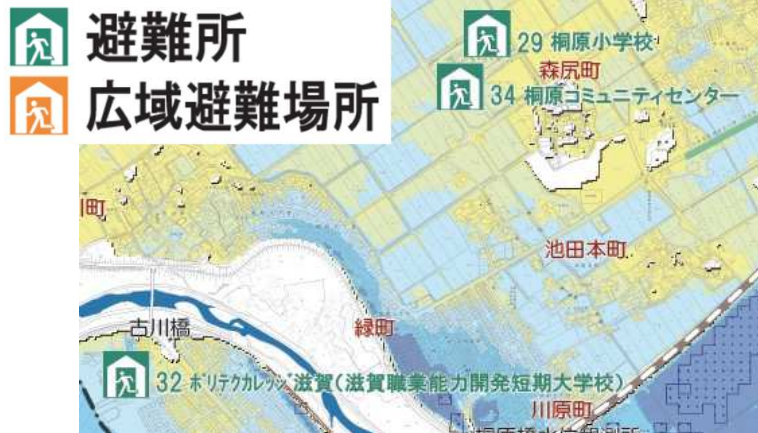 避難所
広域避難場所
29 桐原小学校
森尻町
34 桐原コミュニティセンター
町
池田本町
古川橋
緑町
32 ポリテクカレッジ滋賀(滋賀職業能力開発短期大学校)
川原町